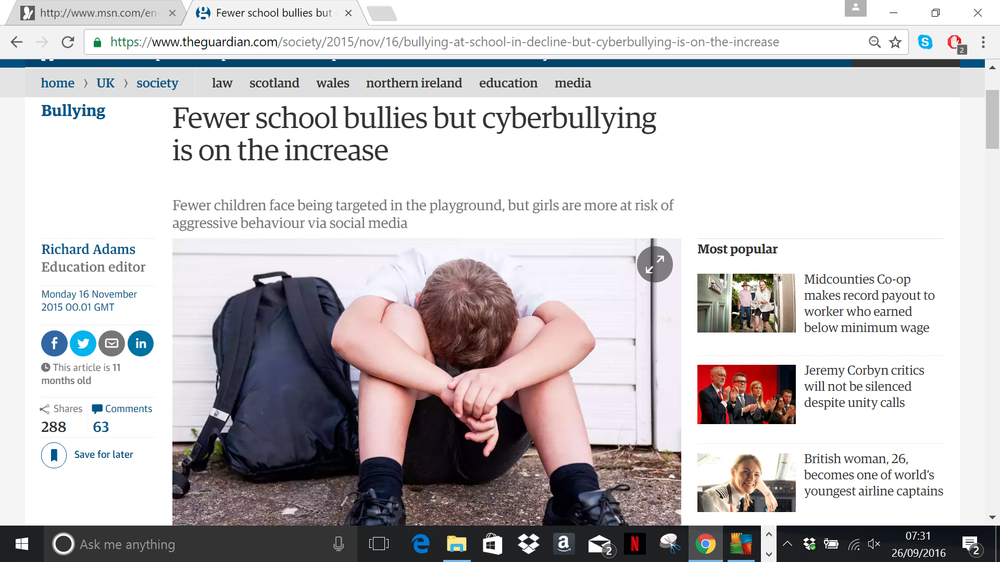 http://www.msn.com/en-
Fewer school bullies but
https://www.theguardian.com/society/2015/nov/16/bullying-at-school-in-decline-but-cyberbullying-is-on-the-increase
2
home › UK › society law scotland wales northern ireland education media
Bullying
Fewer school bullies but cyberbullying
is on the increase
Fewer children face being targeted in the playground, but girls are more at risk of
aggressive behaviour via social media
Richard Adams
Education editor
Monday 16 November
2015 00.01 GMT
This article is 11
months old
Shares Comments
288 63
Save for later
Most popular
Midcounties Co-op
makes record payout to
worker who earned
below minimum wage
Jeremy Corbyn critics
will not be silenced
despite unity calls
British woman, 26,
becomes one of world's
youngest airline captains
Ask me anything
2
07:31
26/09/2016
2